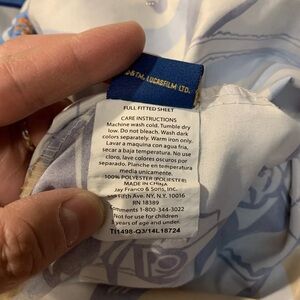 &TM. LUCASFILM LTD.
FULL FITTED SHEET
CARE INSTRUCTIONS
Machine wash cold. Tumble dry
low. Do not bleach. Wash dark
colors separately. Warm iron only.
Lavar a maquina con agua fria,
secar a baja temperatura. No use
cloro, lave colores oscuros por
separado. Planche en temperatura
media unicamente.
100% POLYESTER (POLIESTER)
MADE IN CHINA
Jay Franco & Sons, Inc.
Fifth Ave. NY, N.Y. 10016
RN 18389
Comments 1-800-344-3022
Not for use for children
years of age and under.
T11498-Q3/14L18724